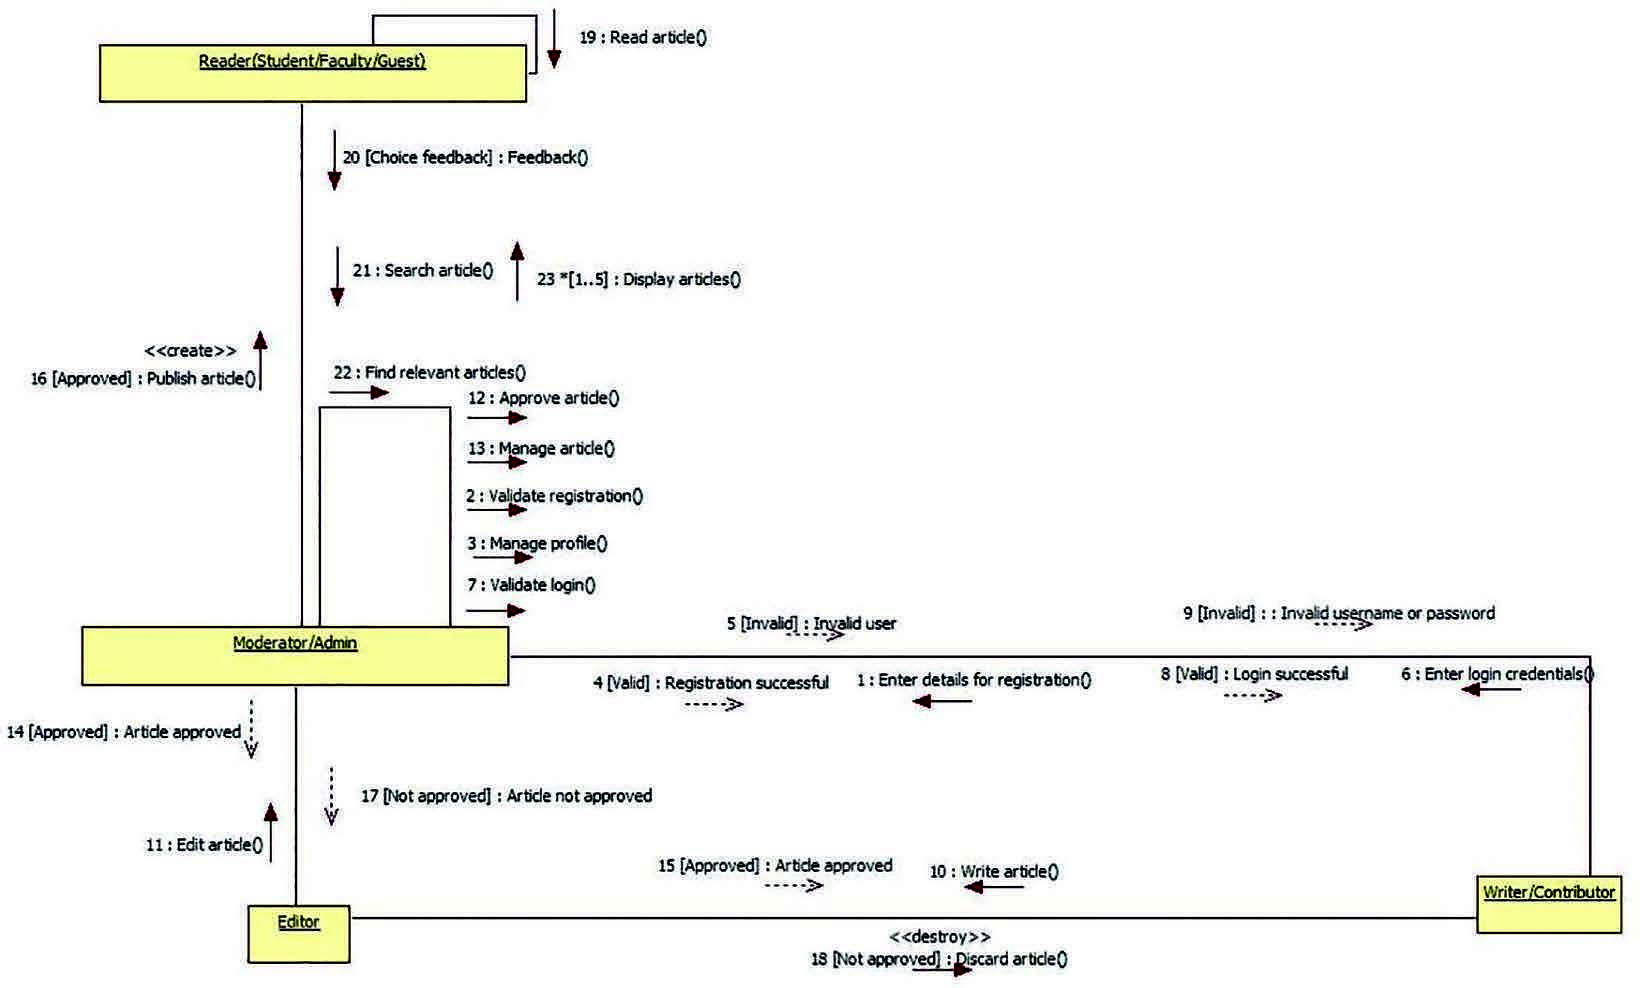 19 : Read article()
Reader(Student/Faculty/Guest)
20 [Choice feedback] : Feedback()
21 : Search article()
23 *[1..5] : Display articles()
<<create>>
16 [Approved] : Publish article()
22 : Find relevant articles()
12 : Approve article()
13 : Manage article()
2 : Validate registration()
3 : Manage profile()
7 : Validate login()
5 [Invalid] : Invalid user
9 [Invalid] : : Invalid username or password
Moderator/Admin
4 [Valid] : Registration successful
1 : Enter details for registration()
8 [Valid] : Login successful
6 : Enter login credentials()
14 [Approved] : Article approved
17 [Not approved] : Article not approved
11 : Edit article()
15 [Approved] : Article approved
10 : Write article()
Writer/Contributor
Editor
<<destroy>>
18 [Not approved] : Discard article()